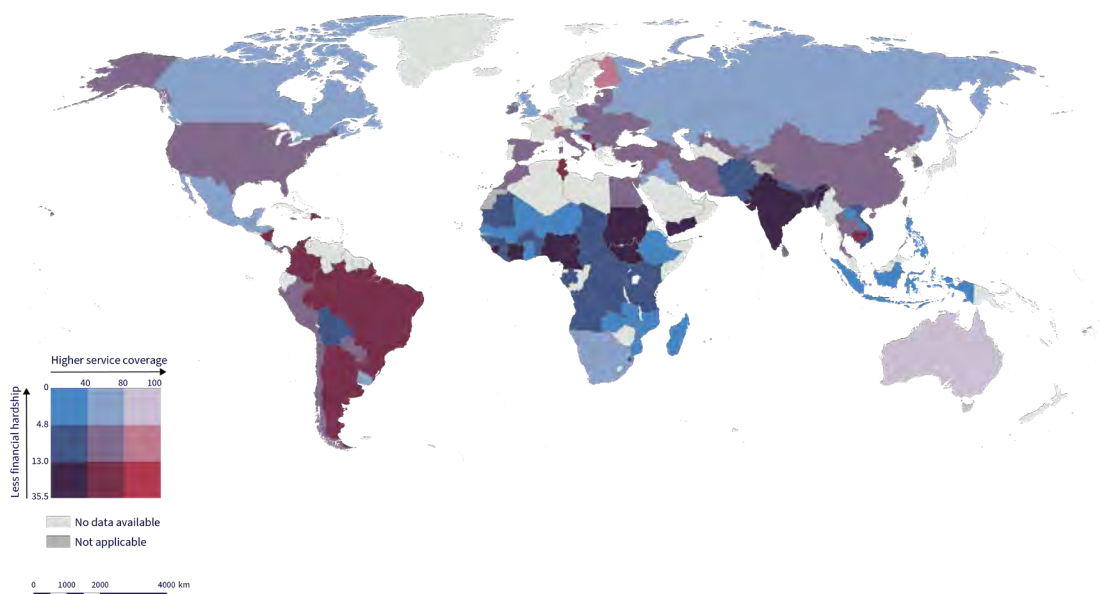 Higher service coverage
40 80 100
0
4.8
13.0
35.5
Less financial hardship
No data available
Not applicable
0 1000 2000 4000 km